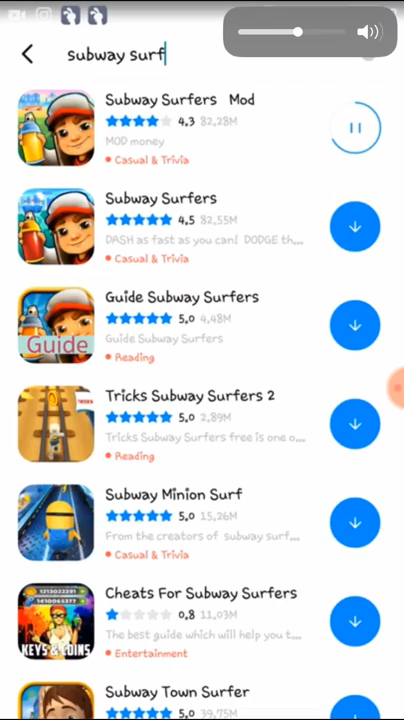 subway surf
Subway Surfers Mod
4,3 82,28M
MOD money
Casual & Trivia
Subway Surfers
4,5 82,55M
DASH as fast as you can! DODGE th...
Casual & Trivia
Guide Subway Surfers
5,0 4,48M
Guide
Guide Subway Surfers
Reading
Tricks Subway Surfers 2
TRICKS
5,0 2,89M
Tricks Subway Surfers free is one o...
Reading
Subway Minion Surf
5,0 15,26M
From the creators of subway surf...
Casual & Trivia
Cheats For Subway Surfers
0,8 11,03M
The best guide which will help you t...
KEYS & COINS
Entertainment
Subway Town Surfer
5,0 39,75M